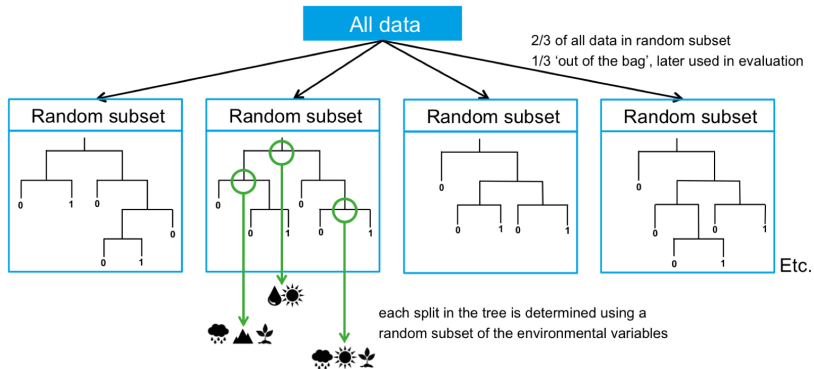 All data
2/3 of all data in random subset
1/3 ‘out of the bag’, later used in evaluation
Random subset
Random subset
Random subset
Random subset
0
1
0
0
0
1
0
0
1
0
1
0
0
1
0
1
0
0
1
0
1
Etc.
each split in the tree is determined using a
random subset of the environmental variables